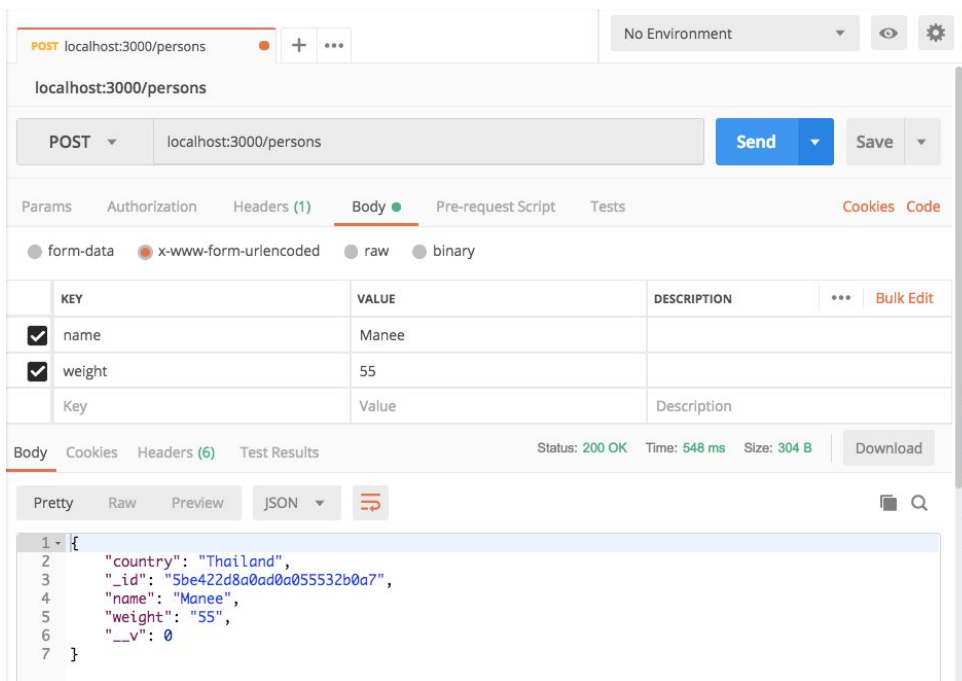 POST localhost:3000/persons + ••• No Environment
localhost:3000/persons
POST localhost:3000/persons Send Save
Params Authorization Headers (1) Body Pre-request Script Tests Cookies Code
form-data x-www-form-urlencoded raw binary
KEY VALUE DESCRIPTION ••• Bulk Edit
name Manee
weight 55
Key Value Description
Body Cookies Headers (6) Test Results Status: 200 OK Time: 548 ms Size: 304 B Download
Pretty Raw Preview JSON
1 {
2 "country": "Thailand",
3 "_id": "5be422d8a0ad0a055532b0a7",
4 "name": "Manee",
5 "weight": "55",
6 "__v": 0
7 }